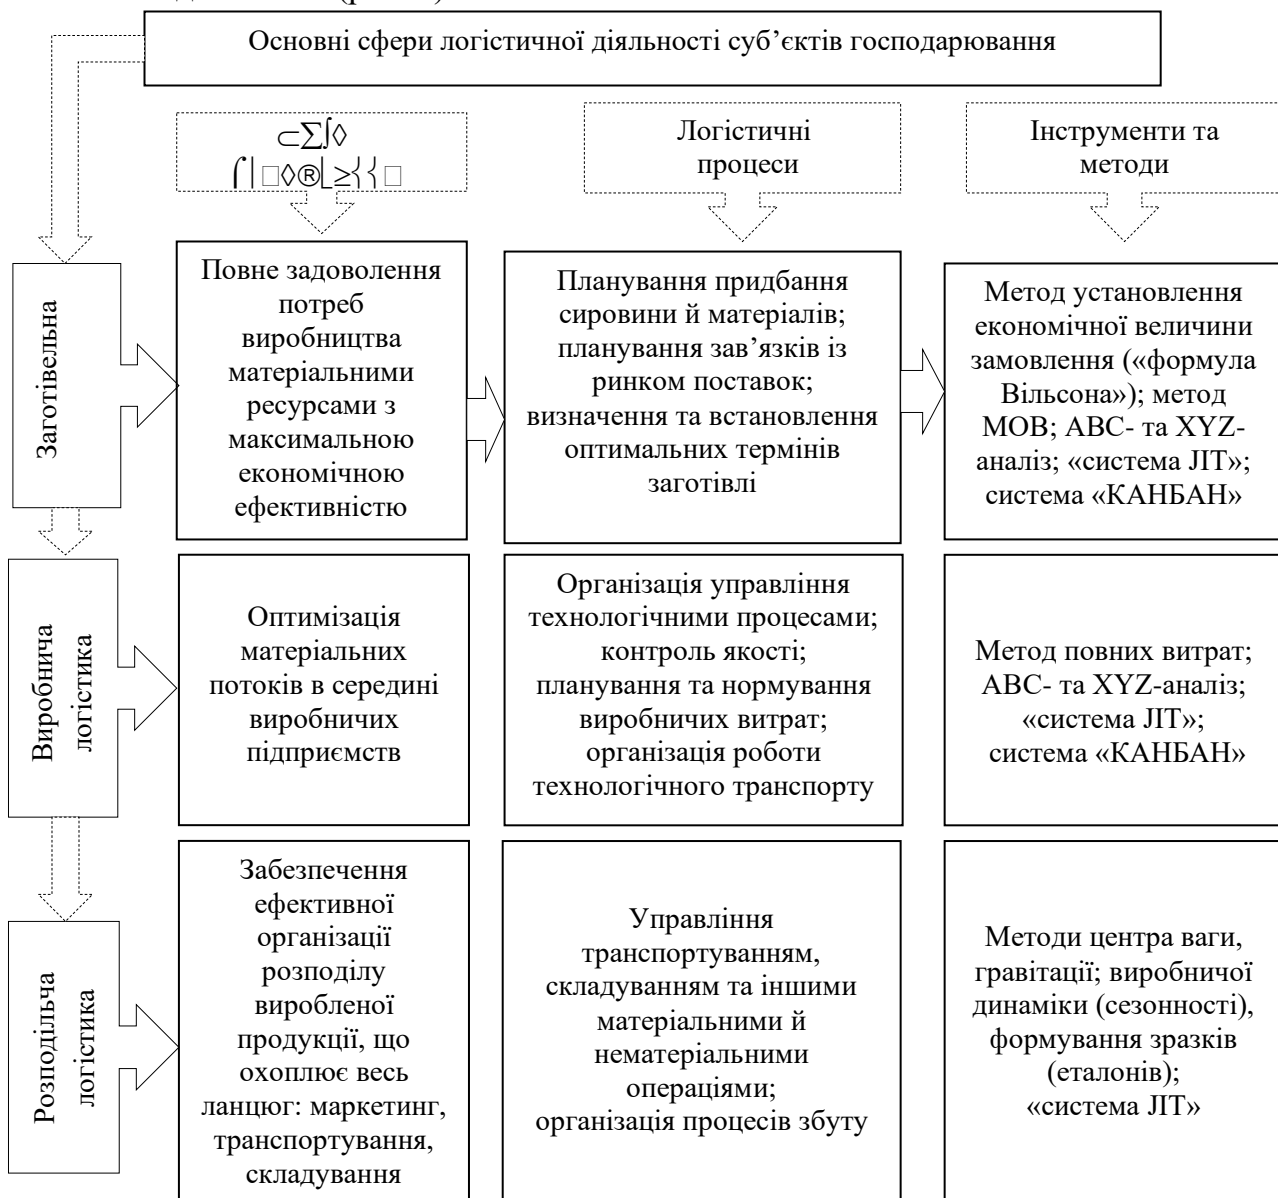 Основні сфери логістичної діяльності суб’єктів господарювання
⊂∑∫◊
⌠⎮□◊®⎣≥⎨⎨□
Логістичні
процеси
Інструменти та
методи
Заготівельна
Повне задоволення
потреб
виробництва
матеріальними
ресурсами з
максимальною
економічною
ефективністю
Планування придбання
сировини й матеріалів;
планування зав’язків із
ринком поставок;
визначення та встановлення
оптимальних термінів
заготівлі
Метод установлення
економічної величини
замовлення («формула
Вільсона»); метод
МОВ; АВС- та XYZ-
аналіз; «система JIT»;
система «КАНБАН»
Виробнича
логістика
Оптимізація
матеріальних
потоків в середині
виробничих
підприємств
Організація управління
технологічними процесами;
контроль якості;
планування та нормування
виробничих витрат;
організація роботи
технологічного транспорту
Метод повних витрат;
АВС- та XYZ-аналіз;
«система JIT»;
система «КАНБАН»
Розподільча
логістика
Забезпечення
ефективної
організації
розподілу
виробленої
продукції, що
охоплює весь
ланцюг: маркетинг,
транспортування,
складування
Управління
транспортуванням,
складуванням та іншими
матеріальними й
нематеріальними
операціями;
організація процесів збуту
Методи центра ваги,
гравітації; виробничої
динаміки (сезонності),
формування зразків
(еталонів);
«система JIT»